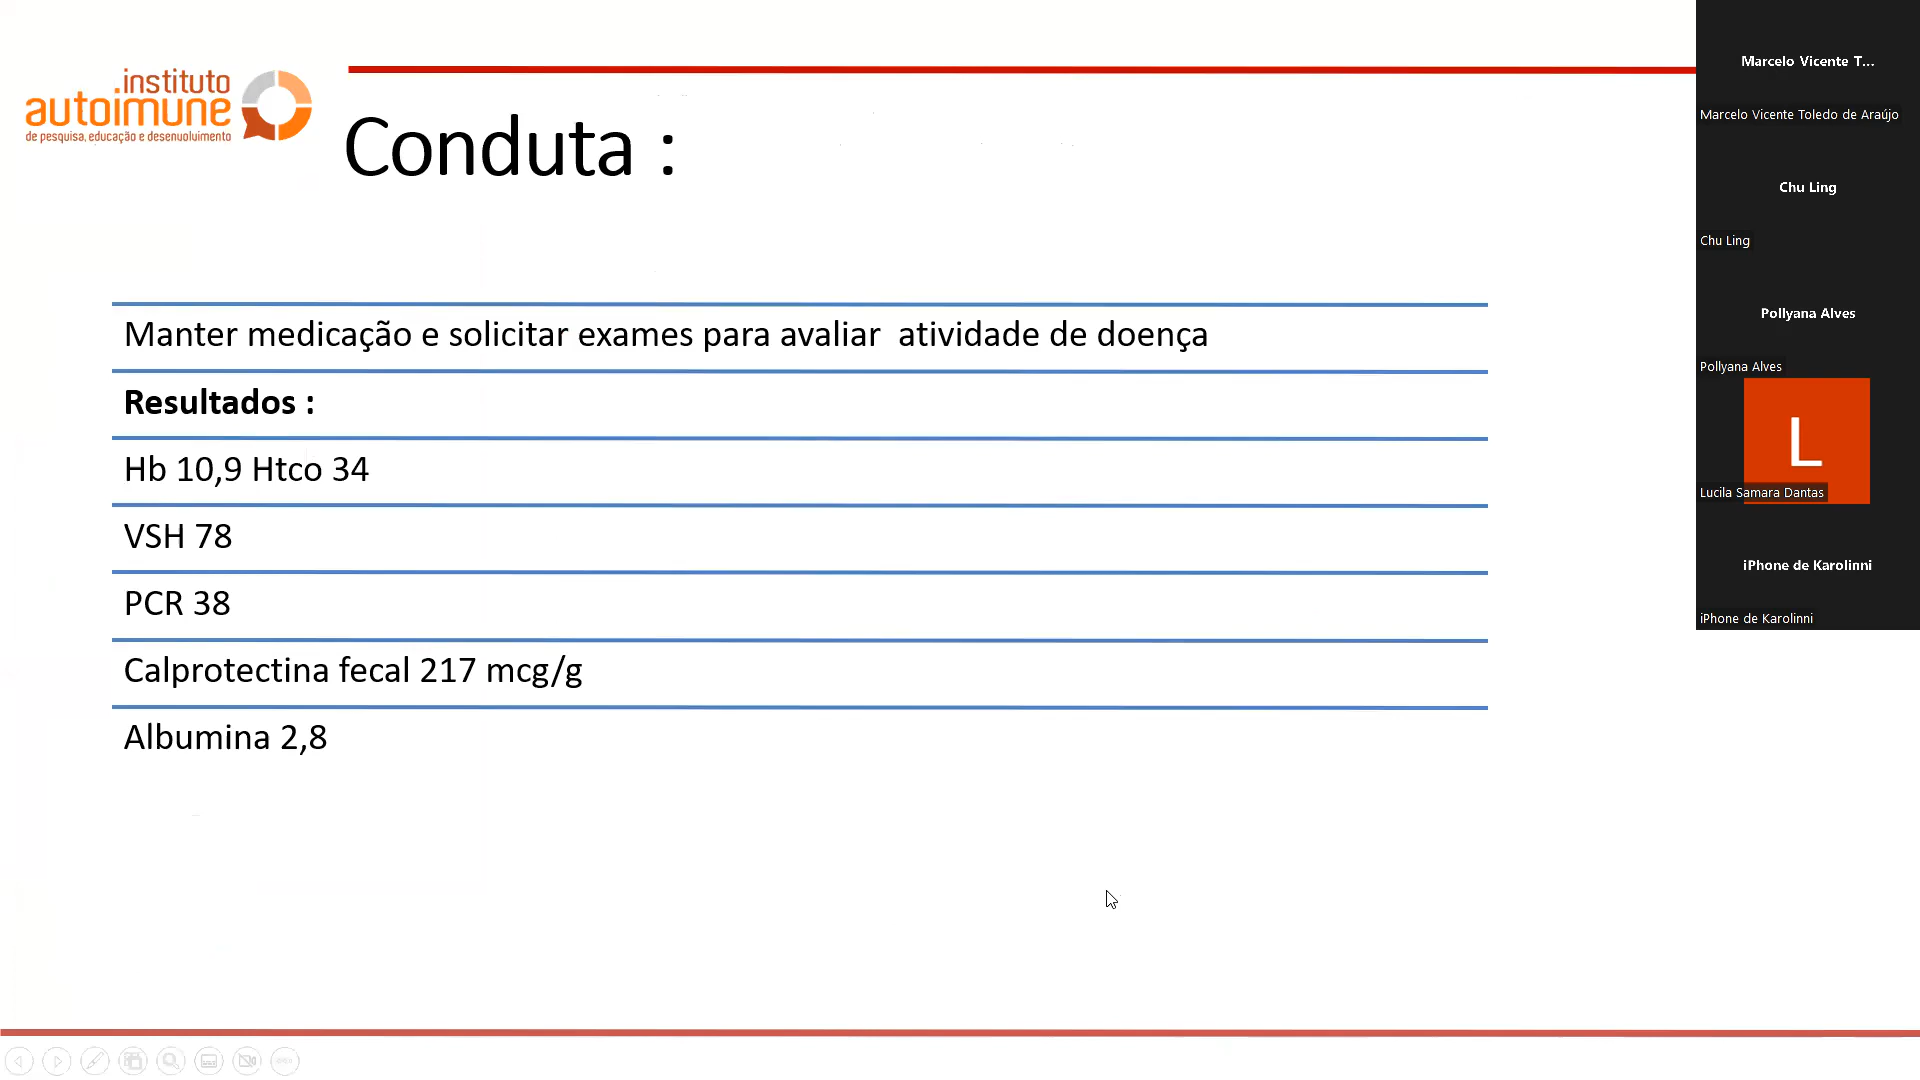 instituto
autoimune
de pesquisa, educação e desenvolvimento
Conduta :
Manter medicação e solicitar exames para avaliar  atividade de doença
Resultados :
Hb 10,9 Htco 34
VSH 78
PCR 38
Calprotectina fecal 217 mcg/g
Albumina 2,8
Marcelo Vicente T...
Marcelo Vicente Toledo de Araújo
Chu Ling
Chu Ling
Pollyana Alves
Pollyana Alves
L
Lucila Samara Dantas
iPhone de Karolinni
iPhone de Karolinni